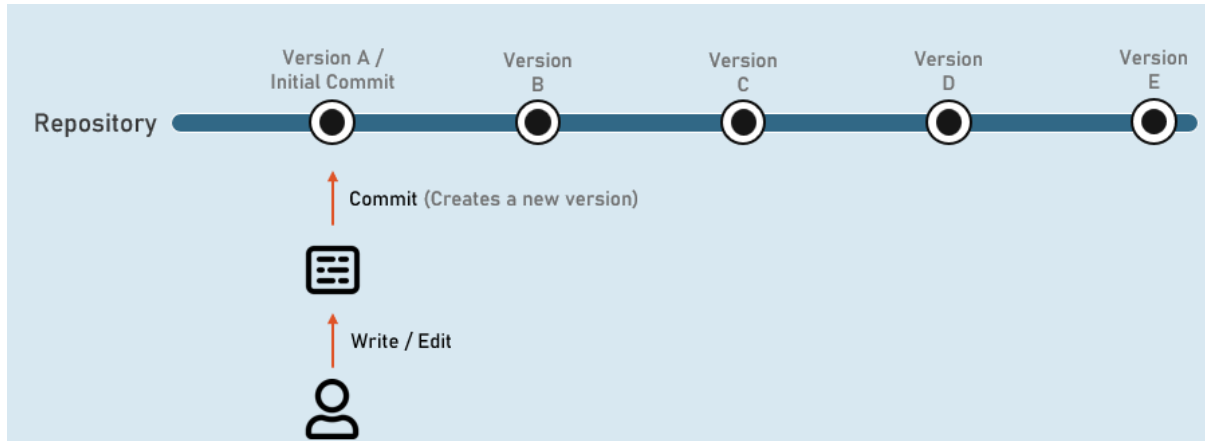 Version A /
Initial Commit
Version
B
Version
C
Version
D
Version
E
Repository
Commit (Creates a new version)
Write / Edit